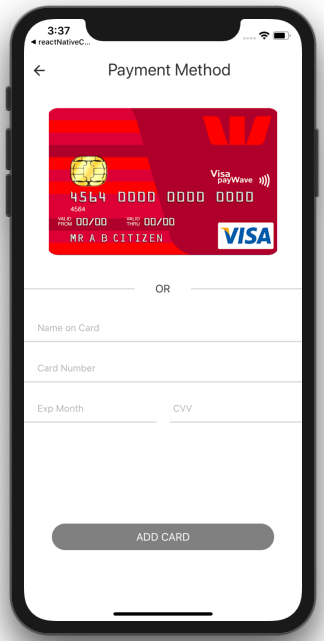 3:37
◀ reactNativeC...
Payment Method
Visa
payWave
4564 0000 0000 0000
4564
VALID FROM 00/00 VALID THRU 00/00
MR A B CITIZEN
VISA
OR
Name on Card
Card Number
Exp Month CVV
ADD CARD